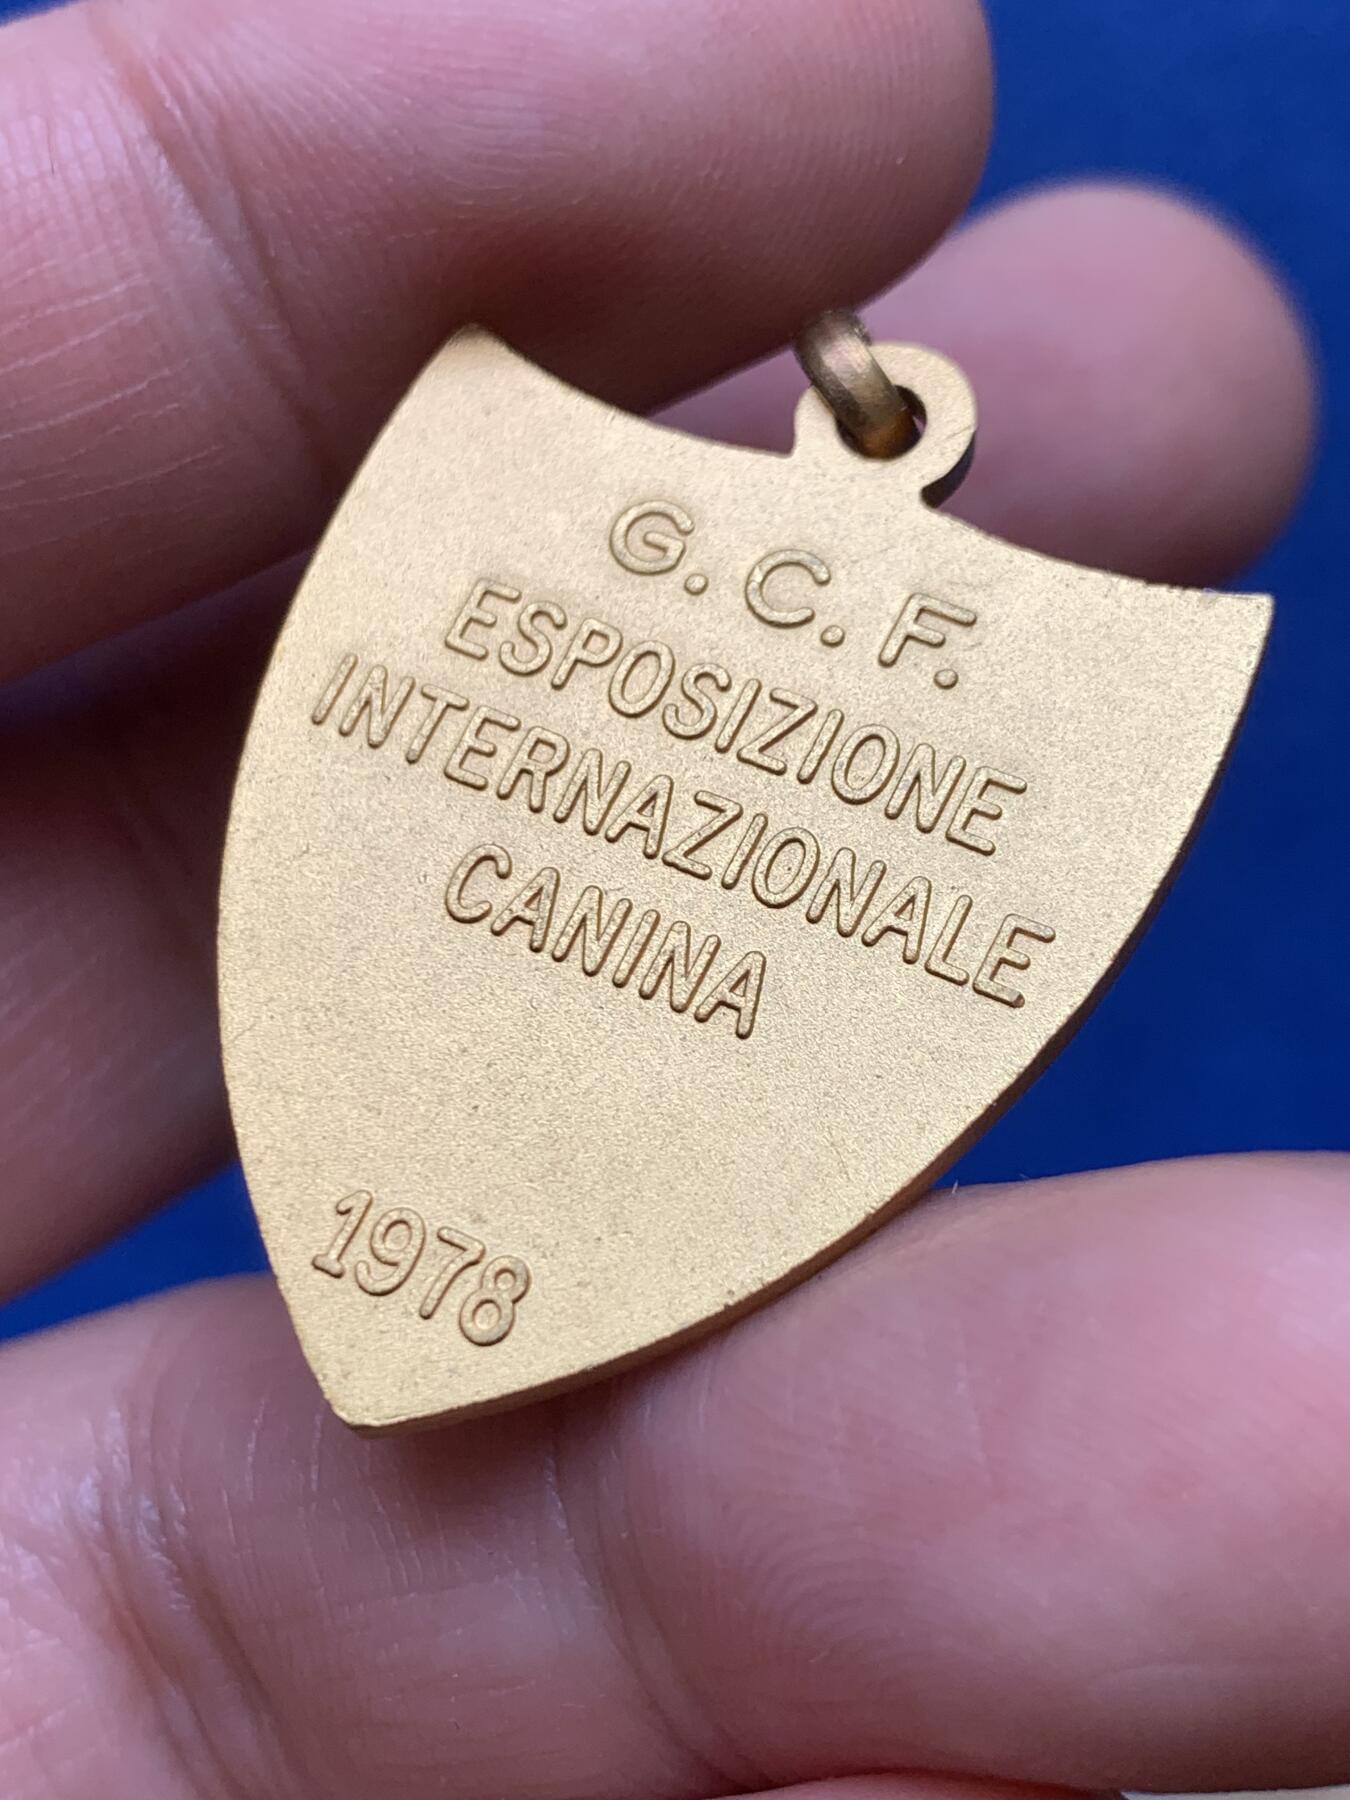 G.C.F.
ESPOSIZIONE
INTERNAZIONALE
CANINA
1978